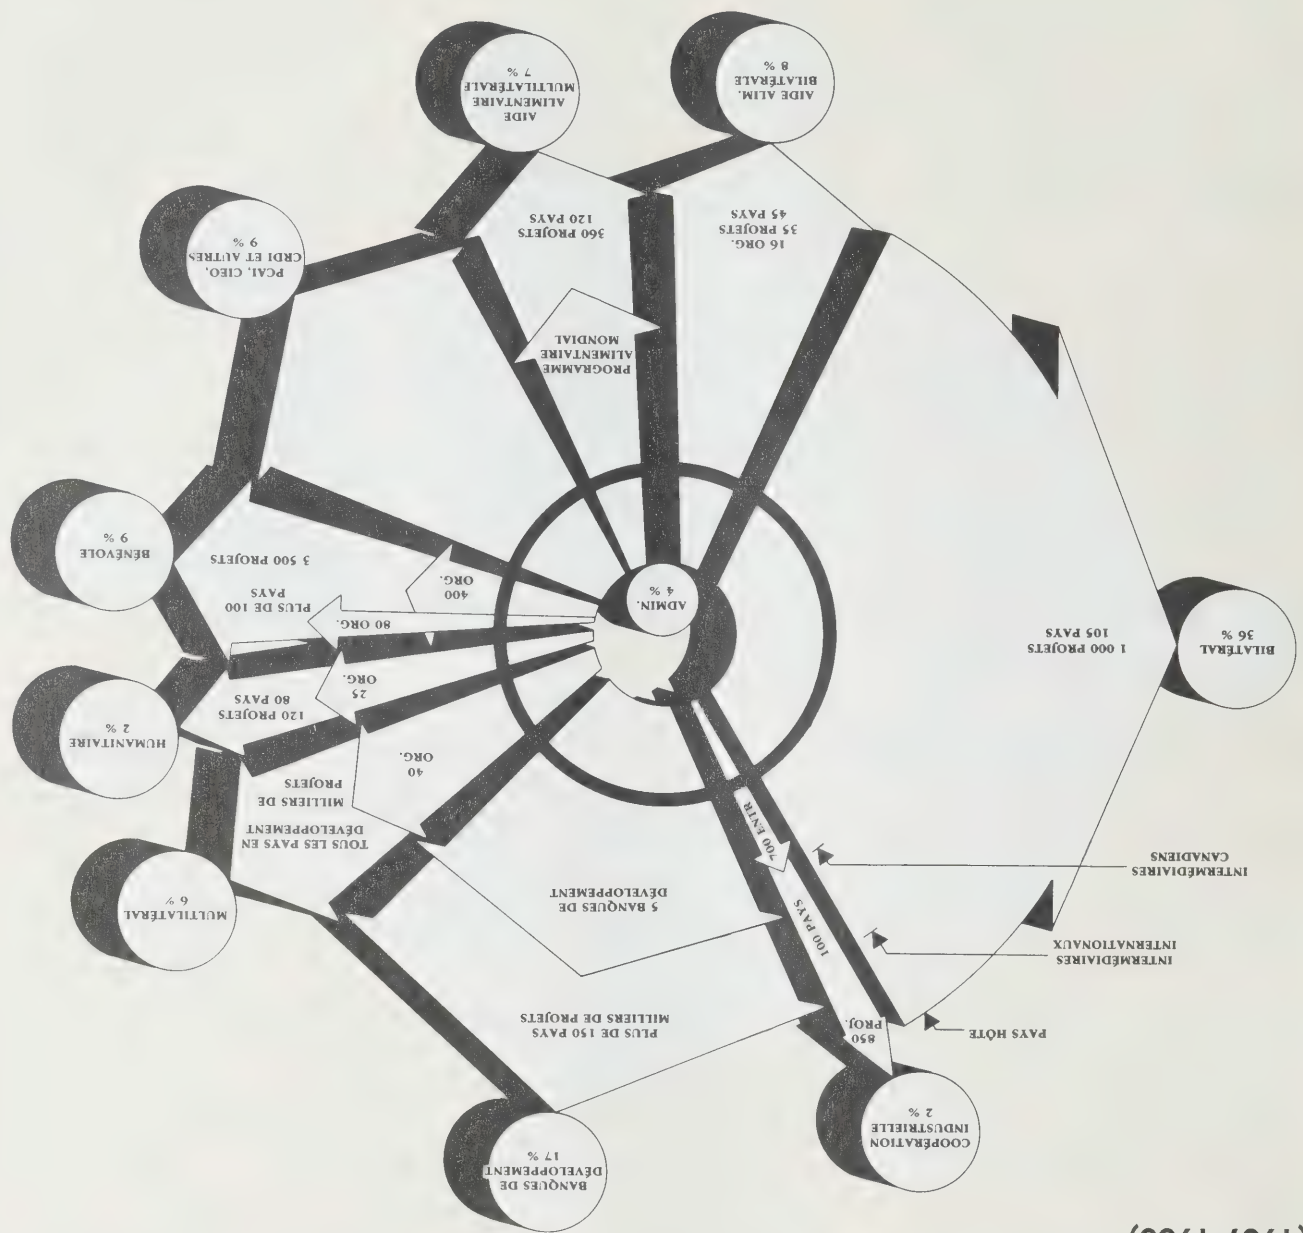 (1987-1988)
COOPÉRATION
INDUSTRIELLE
2 %
BANQUES DE
DÉVELOPPEMENT
17 %
PAYS HÔTE
850
PROJ.
INTERMÉDIAIRES
INTERNATIONAUX
100 PAYS
PLUS DE 150 PAYS
MILLIERS DE PROJETS
INTERMÉDIAIRES
CANADIENS
700 ENTR
5 BANQUES DE
DÉVELOPPEMENT
MULTILATÉRAL
6 %
TOUS LES PAYS EN
DÉVELOPPEMENT
MILLIERS DE
PROJETS
40
ORG.
HUMANITAIRE
2 %
120 PROJETS
80 PAYS
25
ORG.
BILATÉRAL
36 %
1 000 PROJETS
105 PAYS
ADMIN.
4 %
80 ORG.
400
ORG.
PLUS DE 100
PAYS
3 500 PROJETS
BÉNÉVOLE
9 %
PROGRAMME
ALIMENTAIRE
MONDIAL
16 ORG.
35 PROJETS
45 PAYS
360 PROJETS
120 PAYS
PCAI, CIEO,
CRDI ET AUTRES
9 %
AIDE ALIM.
BILATÉRALE
8 %
AIDE
ALIMENTAIRE
MULTILATÉRALE
7 %